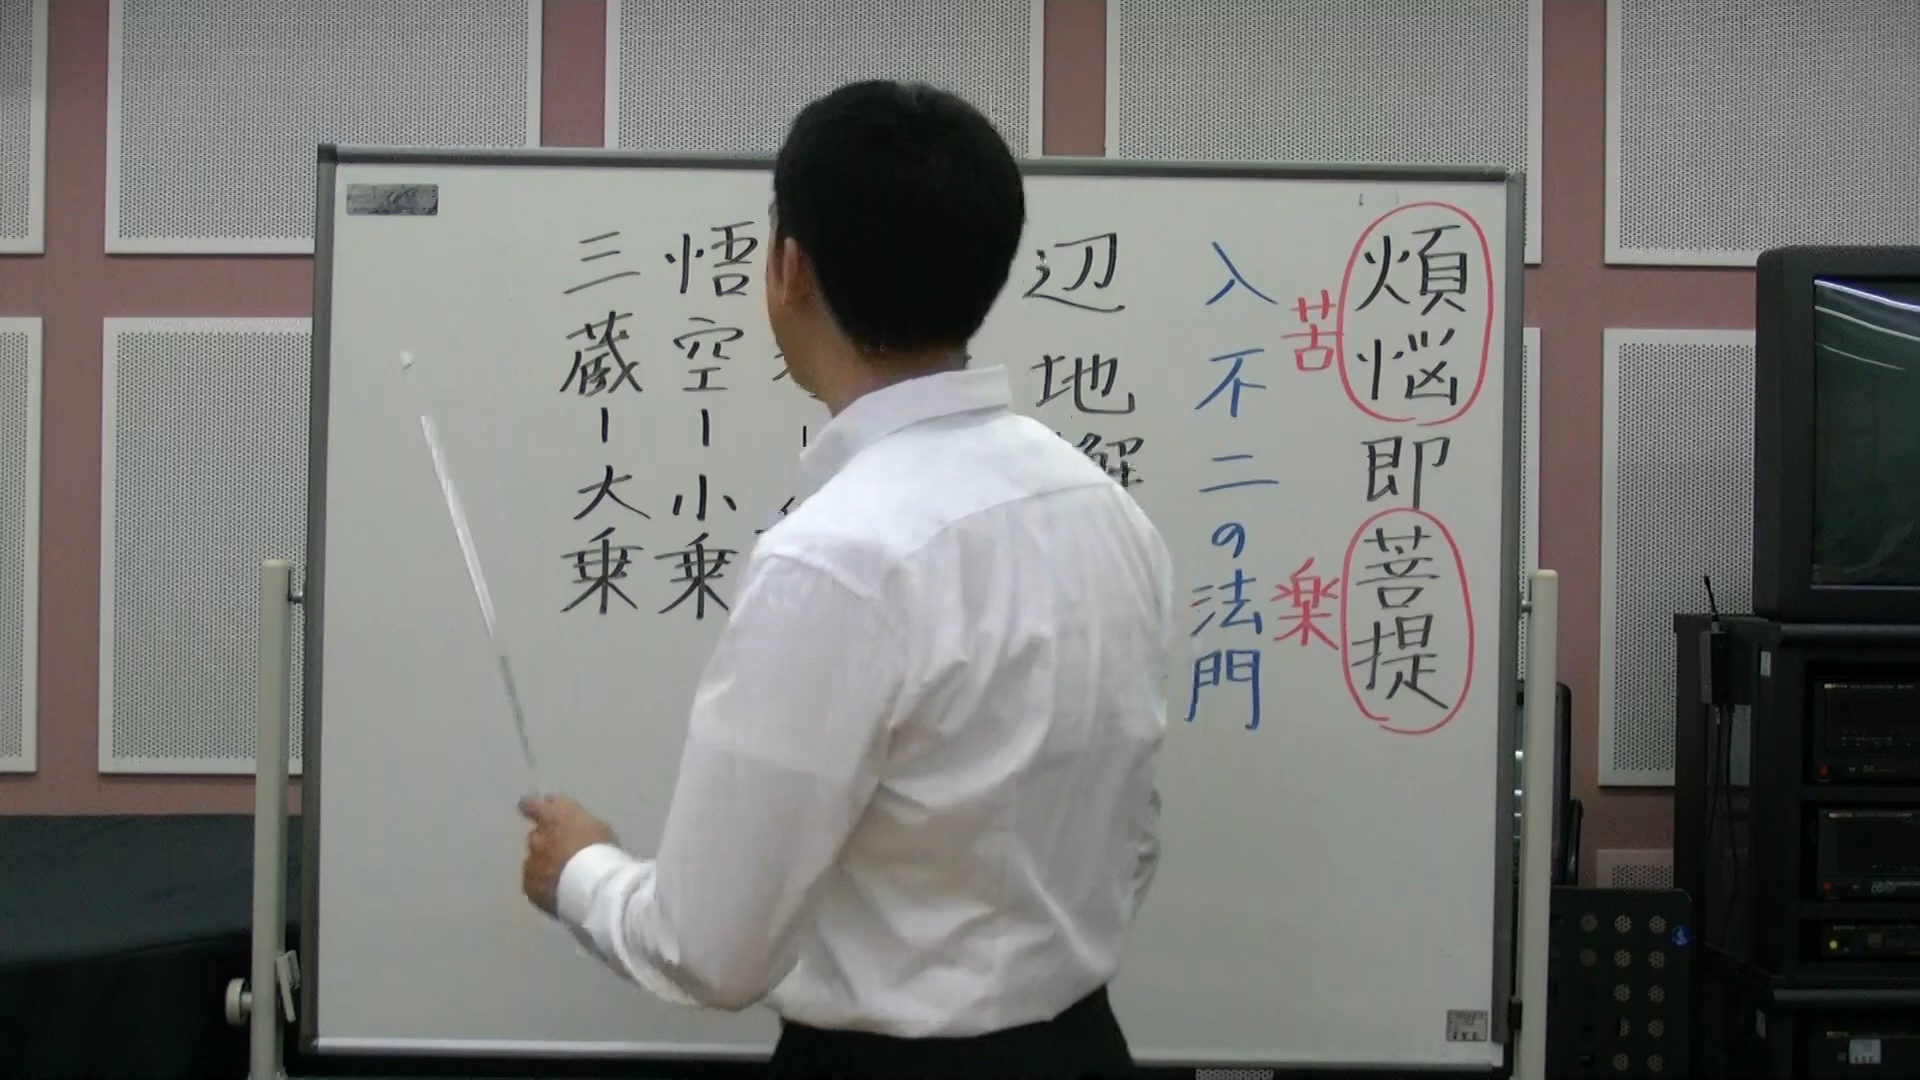 煩悩即菩提
苦
楽
入不二の法門
辺地解
悟空ー小乗
三蔵ー大乗